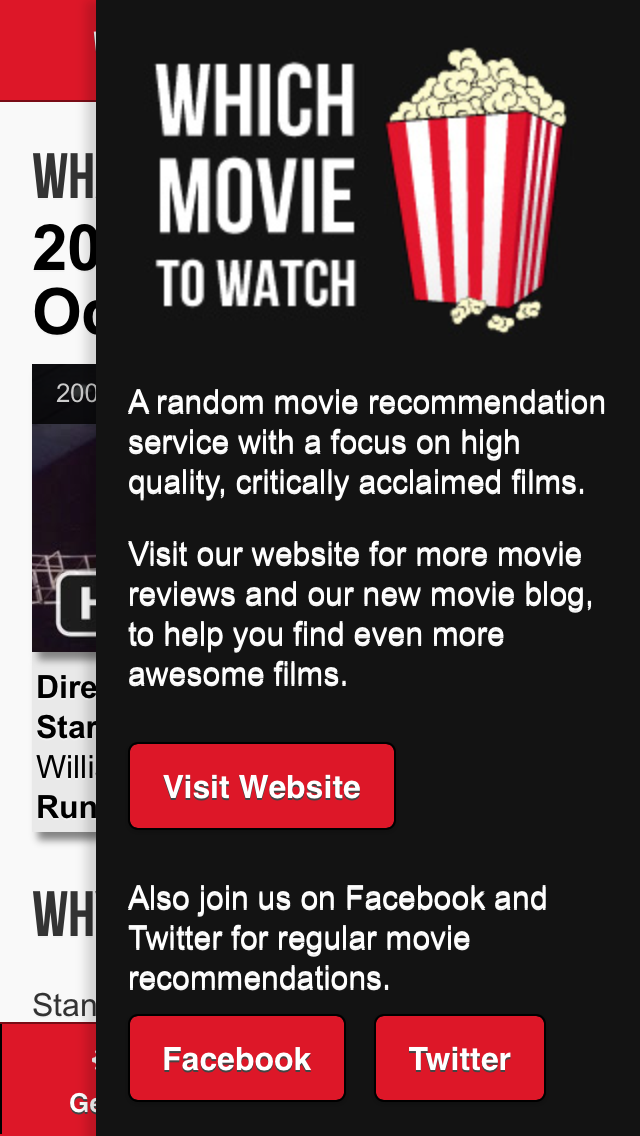 WHICH
MOVIE
TO WATCH
A random movie recommendation
service with a focus on high
quality, critically acclaimed films.
Visit our website for more movie
reviews and our new movie blog,
to help you find even more
awesome films.
Visit Website
Also join us on Facebook and
Twitter for regular movie
recommendations.
Facebook
Twitter
WH
20
Oc
200
H
Dire
Star
Willi
Run
WH
Stan
Ge